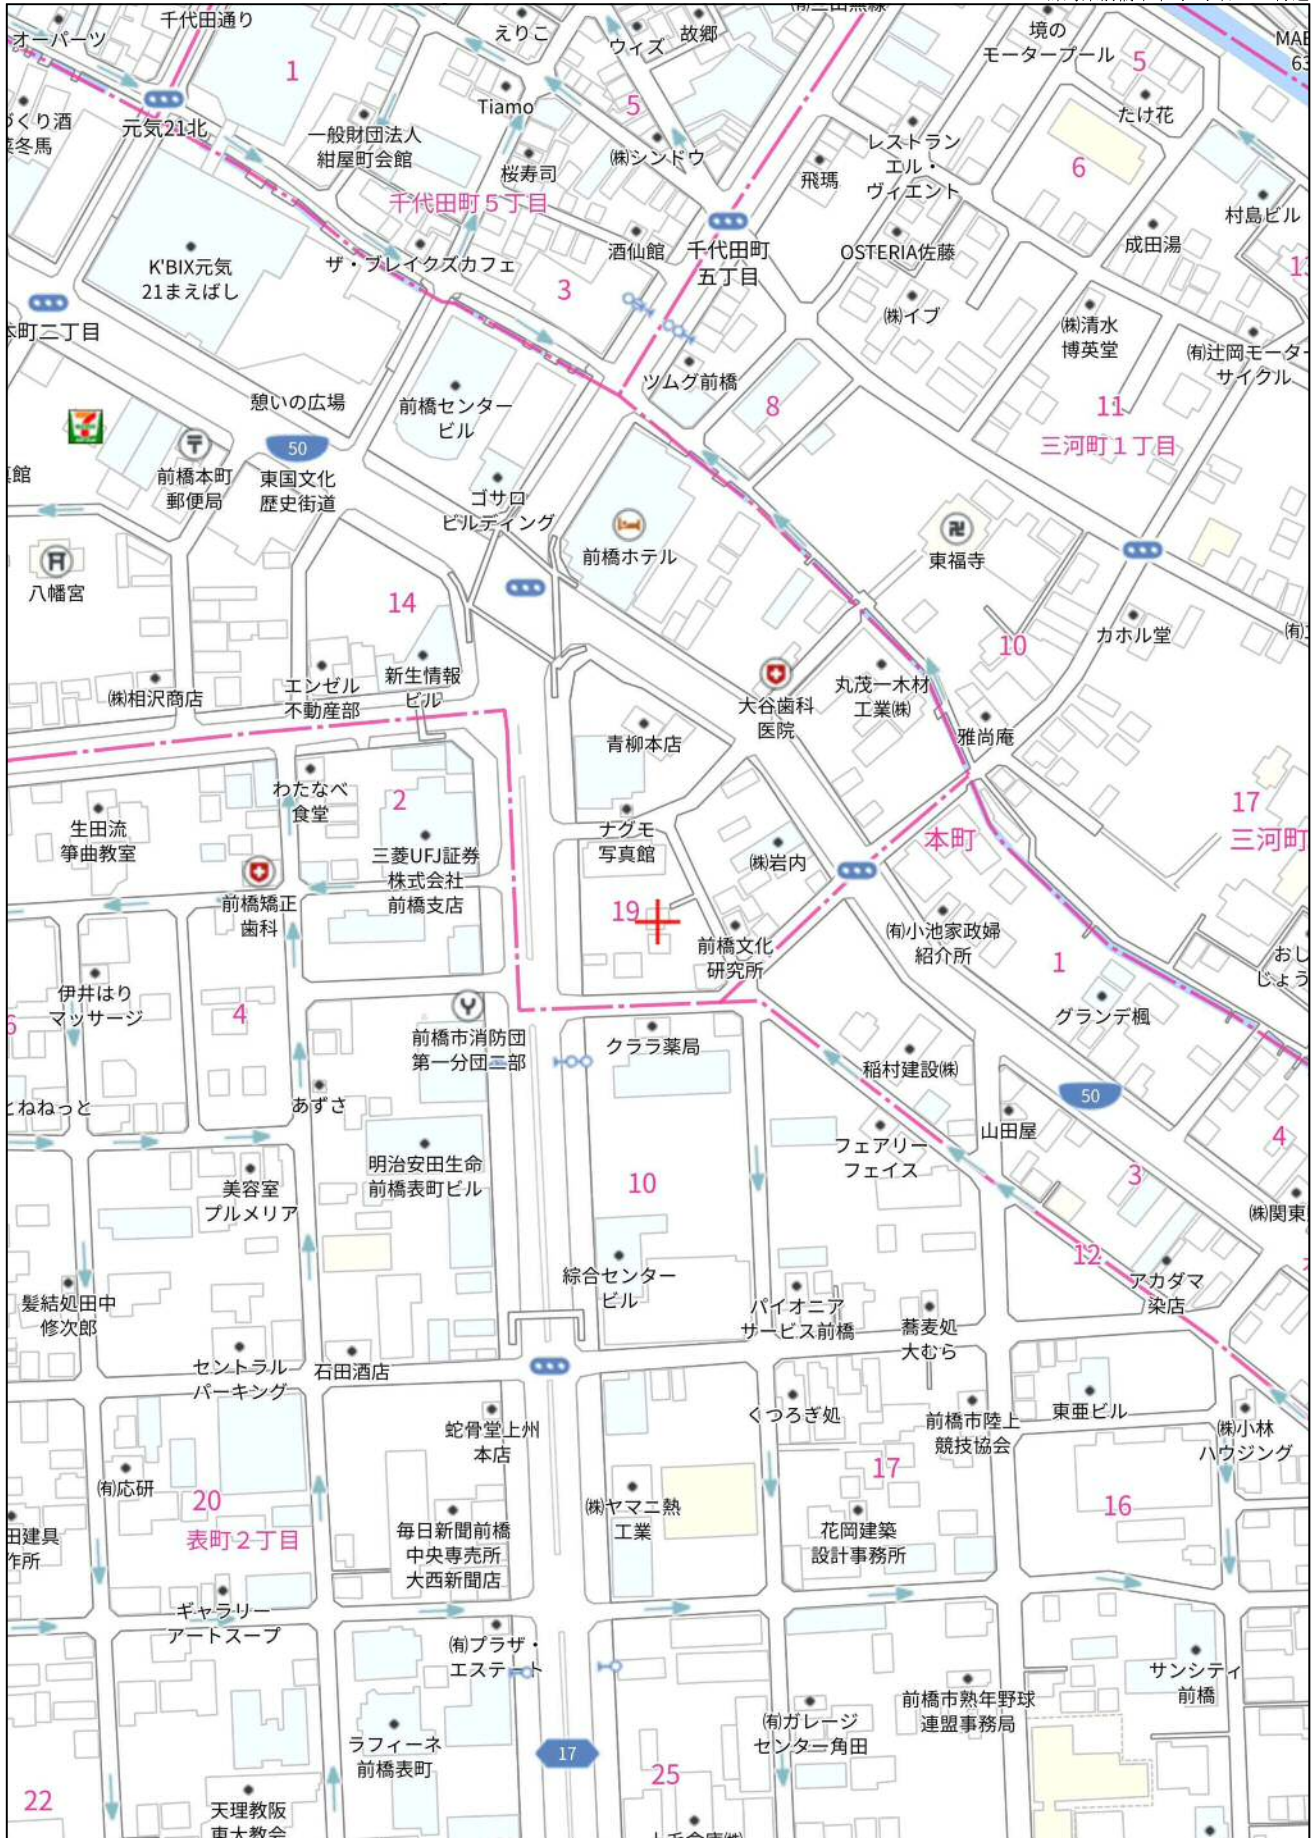 千代田通り
オーパーツ
えりこ
ウィズ
故郷
境の
モータープール
1
5
5
Tiamo
たけ花
元気21北
一般財団法人
紺屋町会館
㈱シンドウ
レストラン
エル・
ヴィエント
桜寿司
飛瑪
6
千代田町５丁目
村島ビル
K'BIX元気
21まえばし
ザ・ブレイクズカフェ
酒仙館
千代田町
五丁目
OSTERIA佐藤
成田湯
3
㈱イブ
㈱清水
博英堂
㈲辻岡モーター
サイクル
本町二丁目
ツムグ前橋
憩いの広場
前橋センター
ビル
8
11
三河町１丁目
50
前橋本町
郵便局
東国文化
歴史街道
ゴサロ
ビルディング
前橋ホテル
東福寺
八幡宮
14
カホル堂
10
㈱相沢商店
エンゼル
不動産部
新生情報
ビル
大谷歯科
医院
丸茂一木材
工業㈱
青柳本店
雅尚庵
わたなべ
食堂
2
生田流
箏曲教室
三菱UFJ証券
株式会社
前橋支店
ナグモ
写真館
㈱岩内
本町
17
三河町
前橋矯正
歯科
19
前橋文化
研究所
㈲小池家政婦
紹介所
1
伊井はり
マッサージ
4
グランデ楓
前橋市消防団
第一分団二部
クララ薬局
稲村建設㈱
50
とねねっと
あずさ
山田屋
フェアリー
フェイス
4
明治安田生命
前橋表町ビル
10
3
美容室
プルメリア
㈱関東
12
綜合センター
ビル
アカダマ
染店
髪結処田中
修次郎
パイオニア
サービス前橋
蕎麦処
大むら
セントラル
パーキング
石田酒店
くつろぎ処
前橋市陸上
競技協会
東亜ビル
蛇骨堂上州
本店
㈱小林
ハウジング
㈲応研
17
20
表町２丁目
㈱ヤマニ熱
工業
16
毎日新聞前橋
中央専売所
大西新聞店
花岡建築
設計事務所
ギャラリー
アートスープ
㈲プラザ・
エステート
サンシティ
前橋
前橋市熟年野球
連盟事務局
ラフィーネ
前橋表町
㈲ガレージ
センター角田
17
25
22
天理教阪
東大教会